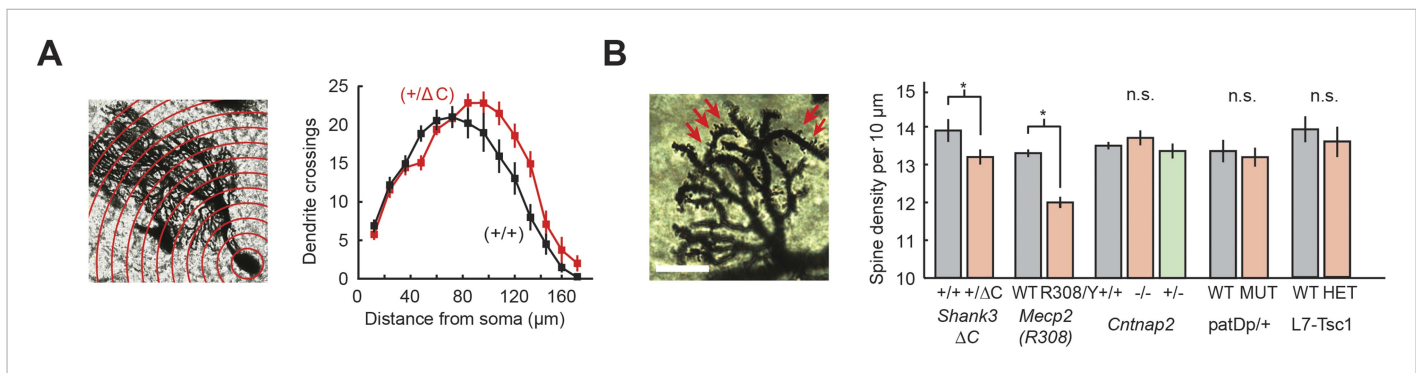 A
25
20
15
10
5
0
Dendrite crossings
(+/ΔC)
(+/+)
0 40 80 120 160
Distance from soma (μm)
B
15
14
13
12
11
10
Spine density per 10 μm
* * n.s. n.s. n.s.
+/+ +/ΔC WT R308/Y +/+ -/- +/- WT MUT WT HET
Shank3 Mecp2 Cntnap2 patDp/+ L7-Tsc1
ΔC (R308)